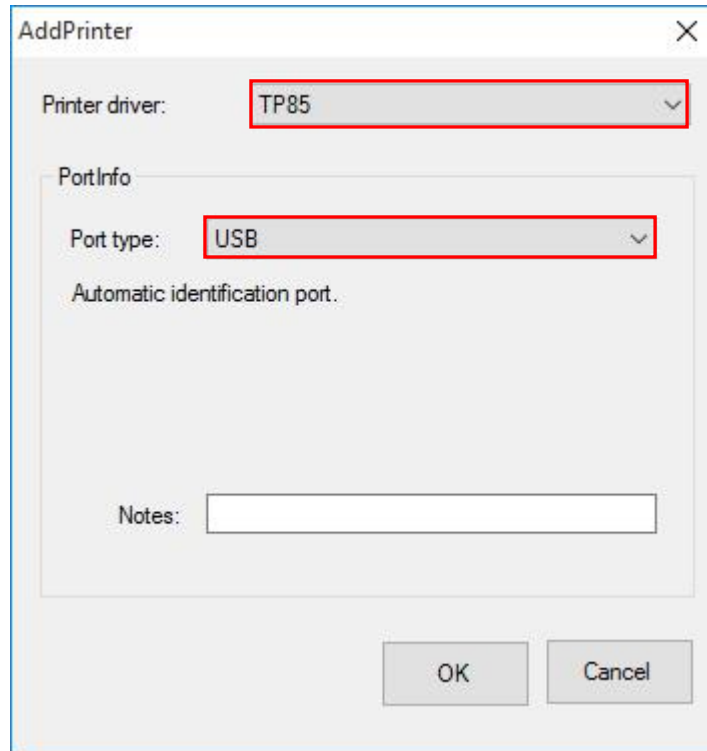 AddPrinter
Printer driver: TP85
PortInfo
Port type: USB
Automatic identification port.
Notes:
OK Cancel